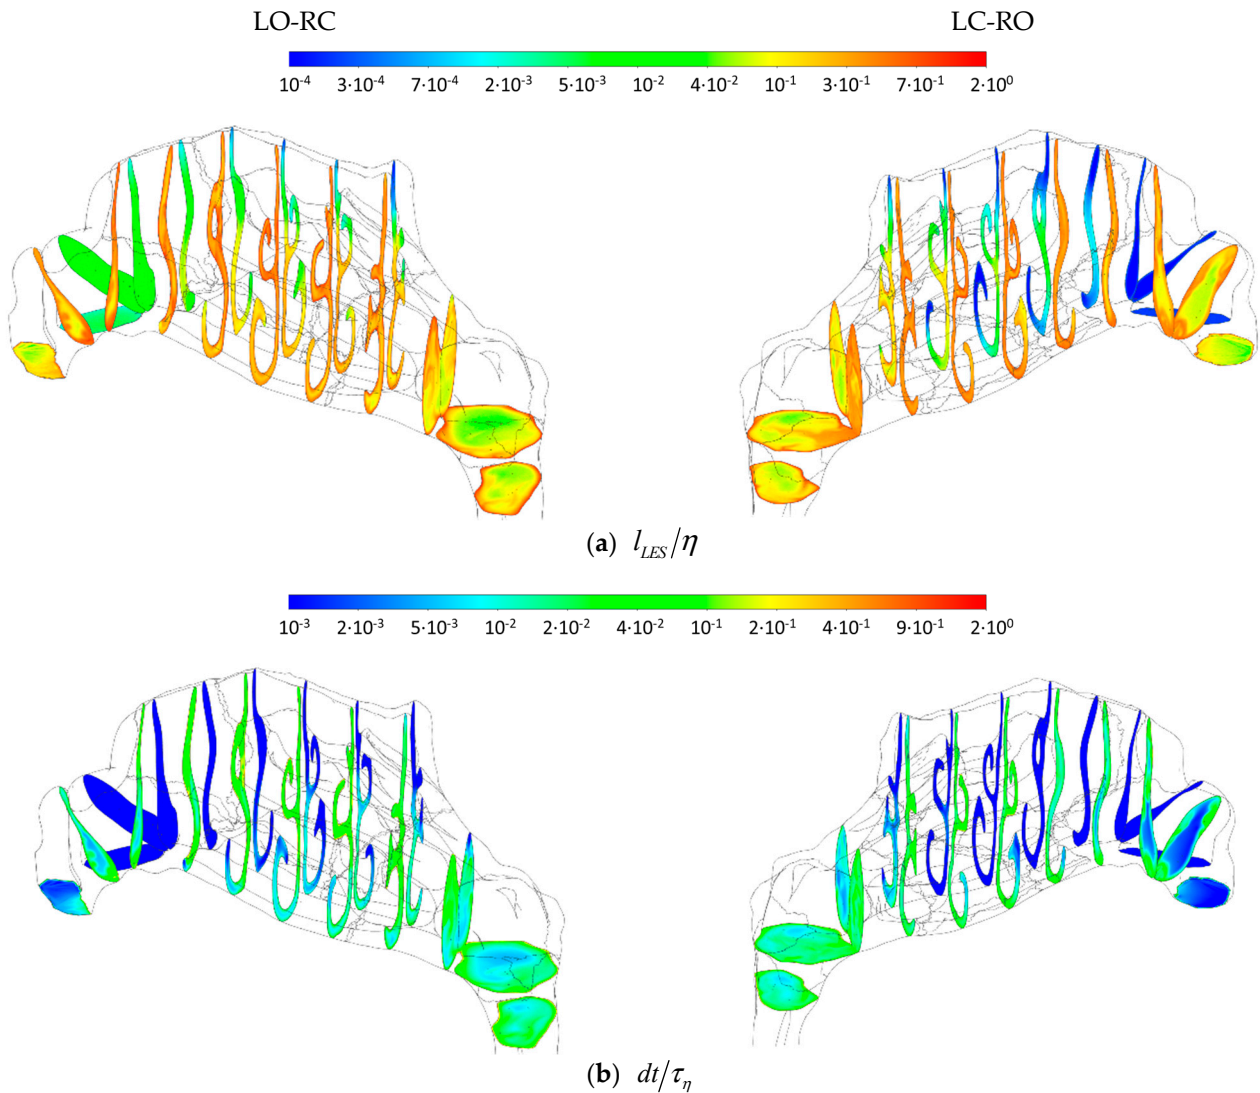 LO-RC LC-RO
10⁻⁴ 3·10⁻⁴ 7·10⁻⁴ 2·10⁻³ 5·10⁻³ 10⁻² 4·10⁻² 10⁻¹ 3·10⁻¹ 7·10⁻¹ 2·10⁰
(a) l_LES/η
10⁻³ 2·10⁻³ 5·10⁻³ 10⁻² 2·10⁻² 4·10⁻² 10⁻¹ 2·10⁻¹ 4·10⁻¹ 9·10⁻¹ 2·10⁰
(b) dt/τ_η